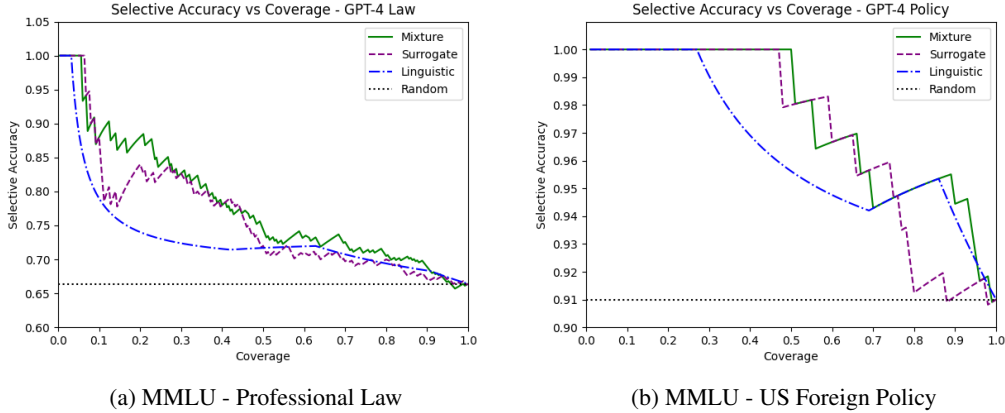 Selective Accuracy vs Coverage - GPT-4 Law
1.05
1.00
0.95
0.90
0.85
0.80
0.75
0.70
0.65
0.60
Selective Accuracy
0.0 0.1 0.2 0.3 0.4 0.5 0.6 0.7 0.8 0.9 1.0
Coverage
Mixture
Surrogate
Linguistic
Random
(a) MMLU - Professional Law
Selective Accuracy vs Coverage - GPT-4 Policy
1.00
0.99
0.98
0.97
0.96
0.95
0.94
0.93
0.92
0.91
0.90
Selective Accuracy
0.0 0.1 0.2 0.3 0.4 0.5 0.6 0.7 0.8 0.9 1.0
Coverage
Mixture
Surrogate
Linguistic
Random
(b) MMLU - US Foreign Policy